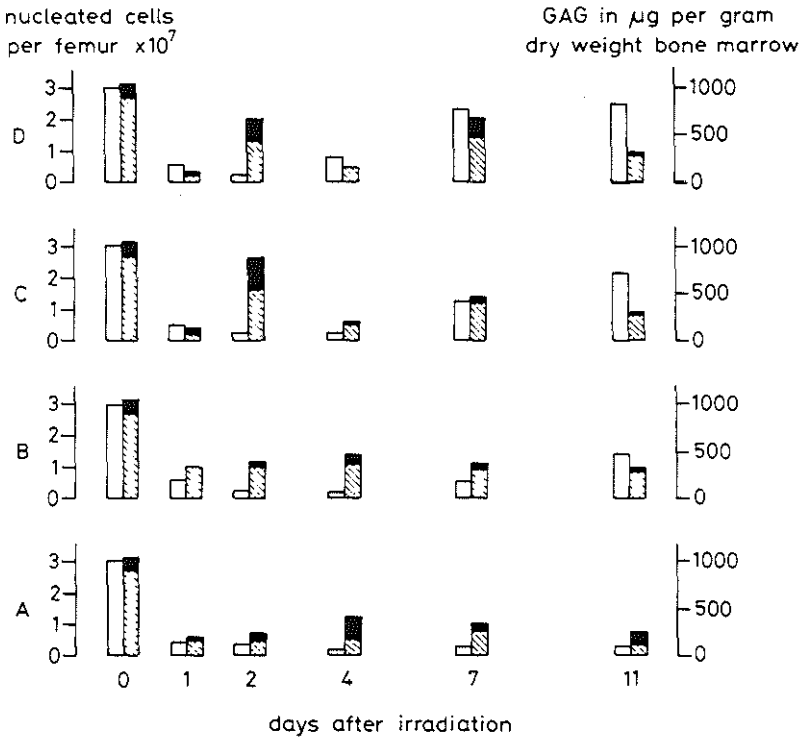 nucleated cells
per femur x10⁷
GAG in µg per gram
dry weight bone marrow
D
3
2
1
0
1000
500
0
C
3
2
1
0
1000
500
0
B
3
2
1
0
1000
500
0
A
3
2
1
0
1000
500
0
0 1 2 4 7 11
days after irradiation